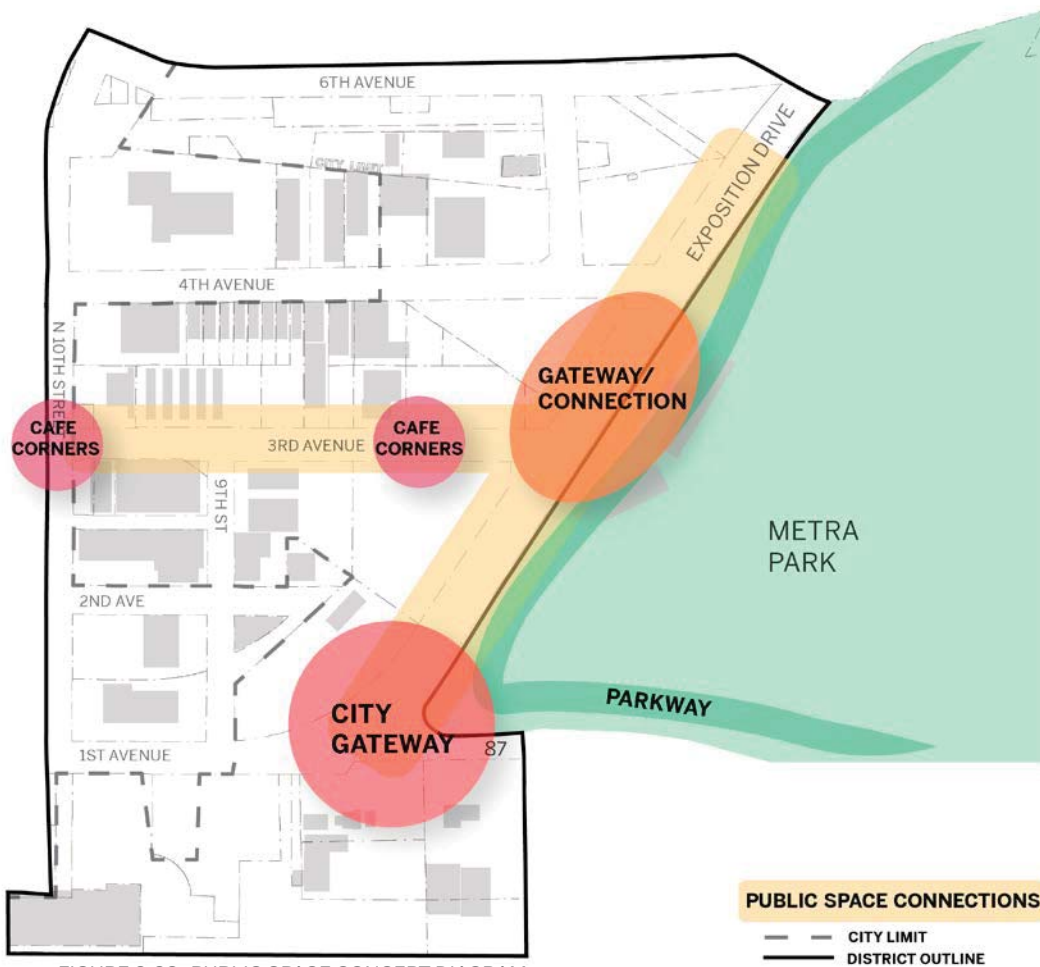 6TH AVENUE
CITY LIMIT
EXPOSITION DRIVE
4TH AVENUE
N 10TH STREET
GATEWAY/
CONNECTION
CAFE
CORNERS
3RD AVENUE
CAFE
CORNERS
9TH ST
METRA
PARK
2ND AVE
PARKWAY
CITY
GATEWAY
87
1ST AVENUE
PUBLIC SPACE CONNECTIONS
CITY LIMIT
DISTRICT OUTLINE